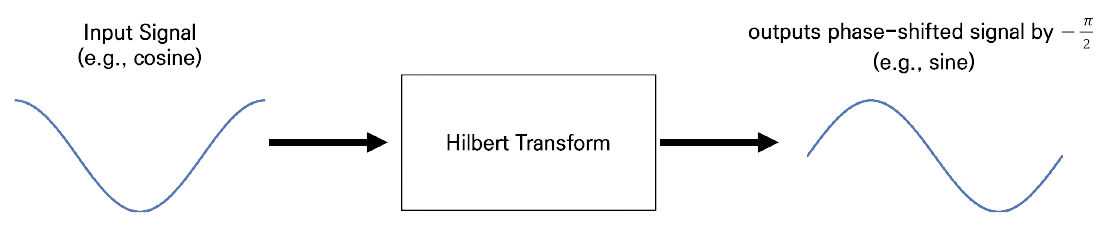 Input Signal
(e.g., cosine)
Hilbert Transform
outputs phase-shifted signal by − π/2
(e.g., sine)